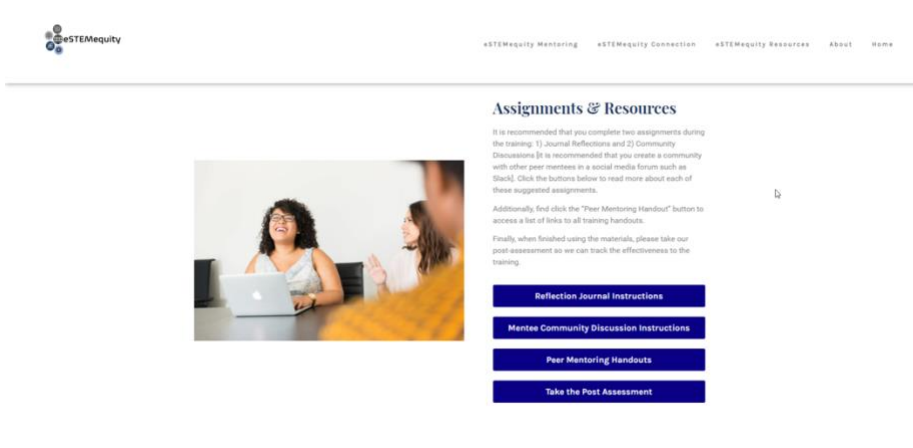 eSTEMequity
eSTEMequity Mentoring eSTEMequity Connection eSTEMequity Resources About Home
Assignments & Resources
It is recommended that you complete two assignments during
the training: 1) Journal Reflections and 2) Community
Discussions [it is recommended that you create a community
with other peer mentees in a social media forum such as
Slack]. Click the buttons below to read more about each of
these suggested assignments.
Additionally, find click the "Peer Mentoring Handout" button to
access a list of links to all training handouts.
Finally, when finished using the materials, please take our
post-assessment so we can track the effectiveness to the
training.
Reflection Journal Instructions
Mentee Community Discussion Instructions
Peer Mentoring Handouts
Take the Post Assessment